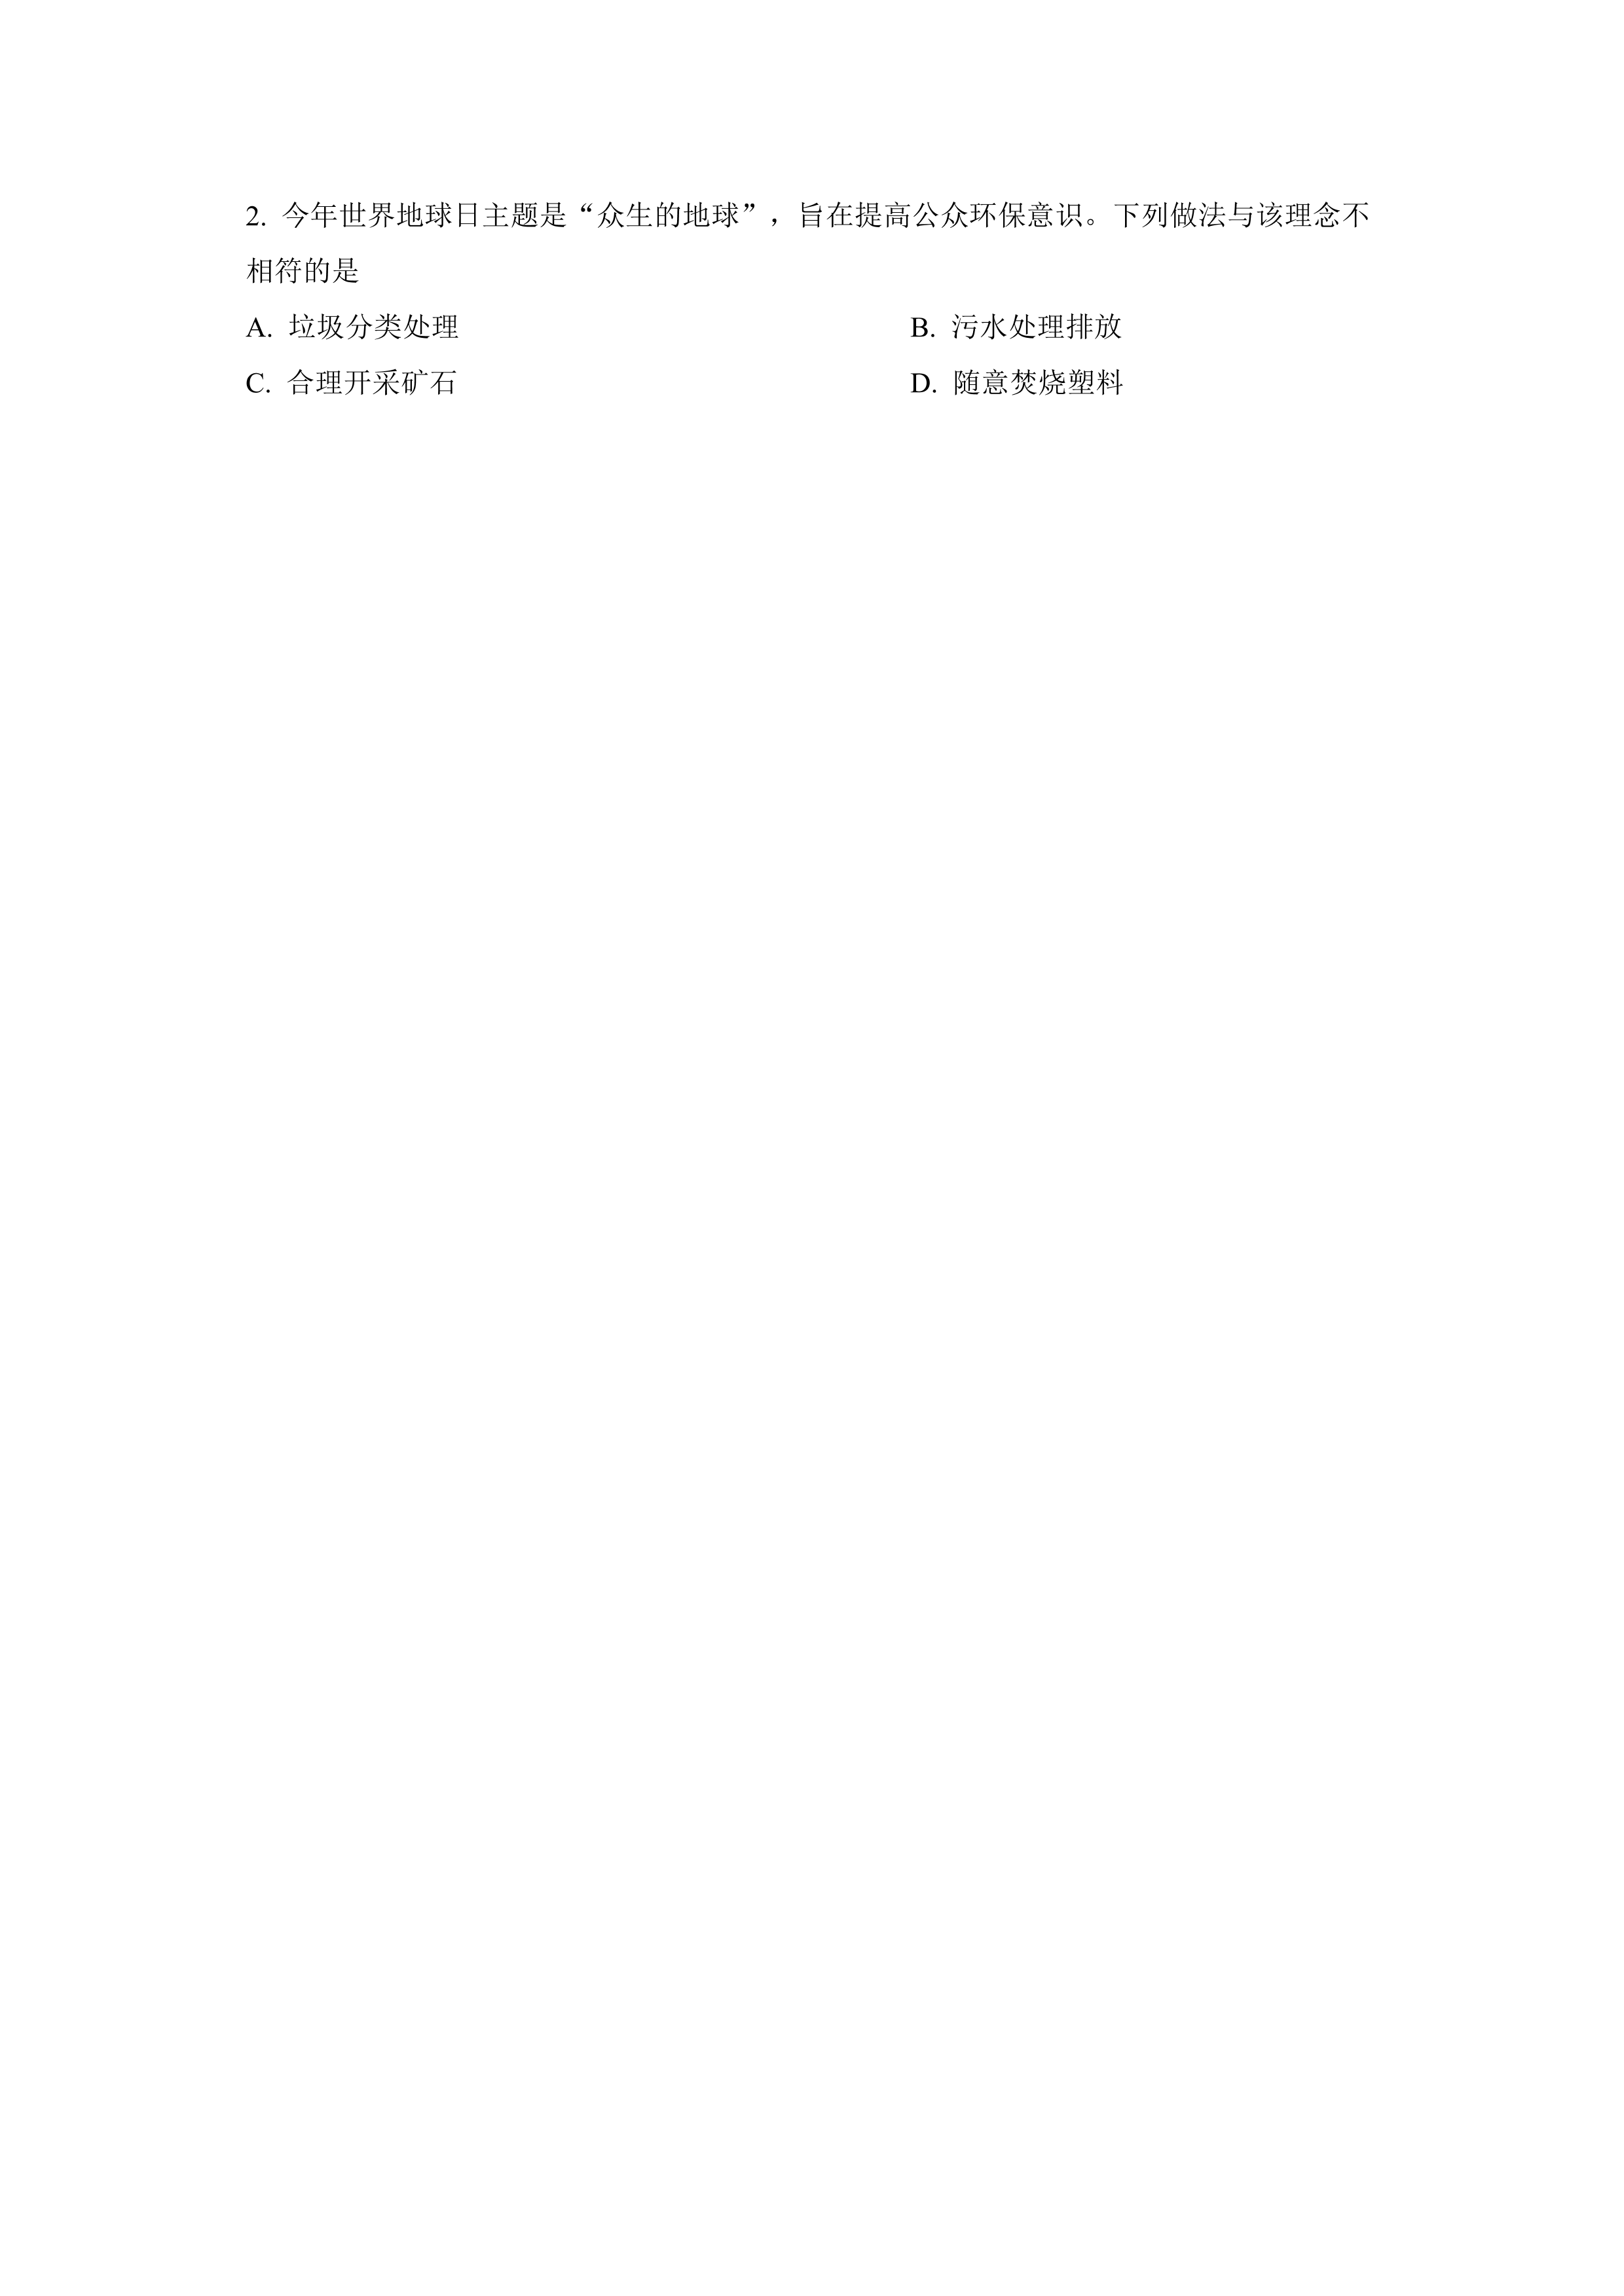 2. 今年世界地球日主题是“众生的地球”，旨在提高公众环保意识。下列做法与该理念不
相符的是
A. 垃圾分类处理 B. 污水处理排放
C. 合理开采矿石 D. 随意焚烧塑料